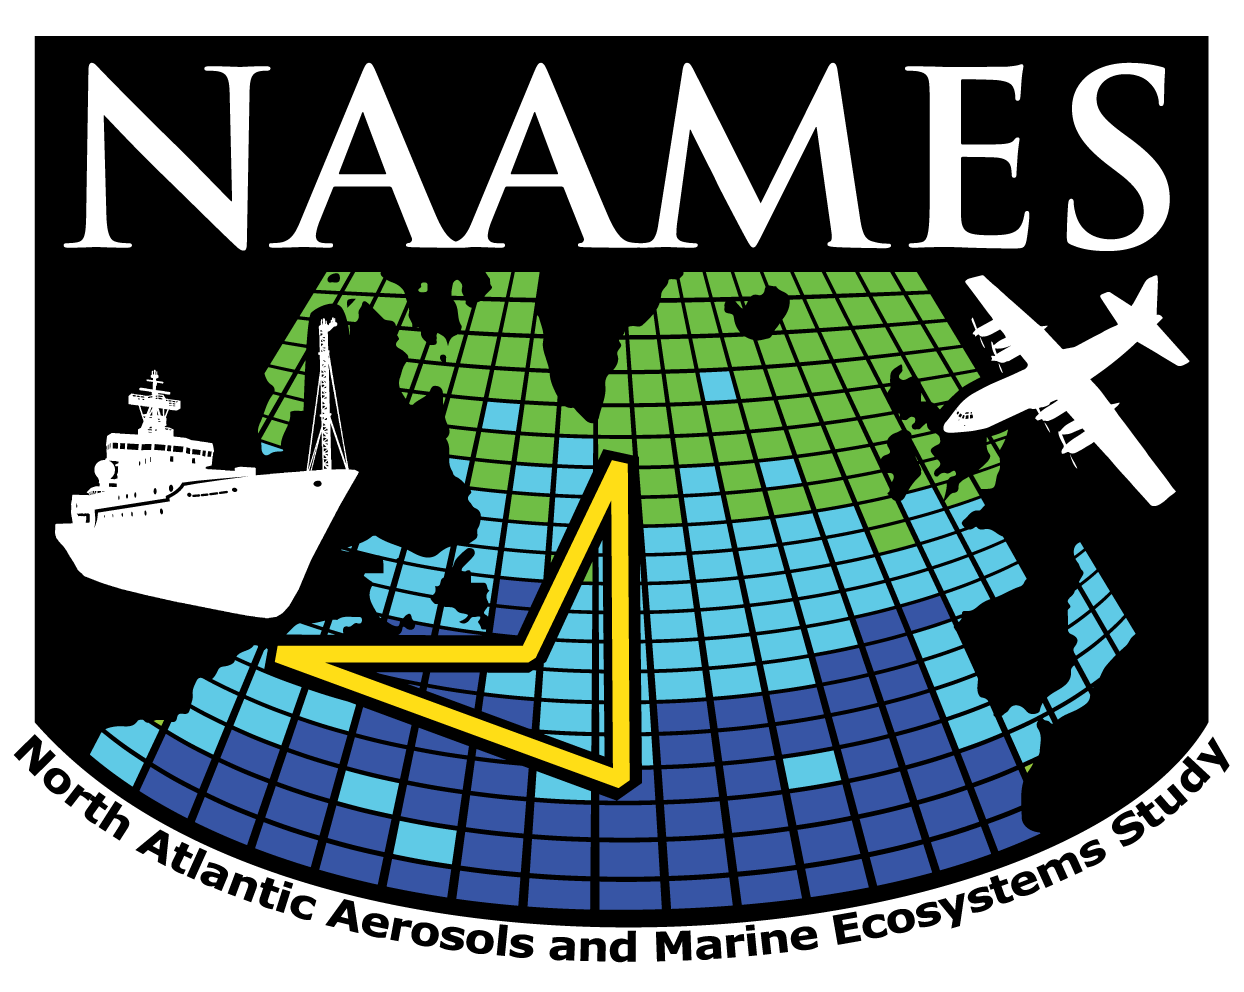 NAAMES
North Atlantic Aerosols and Marine Ecosystems Study